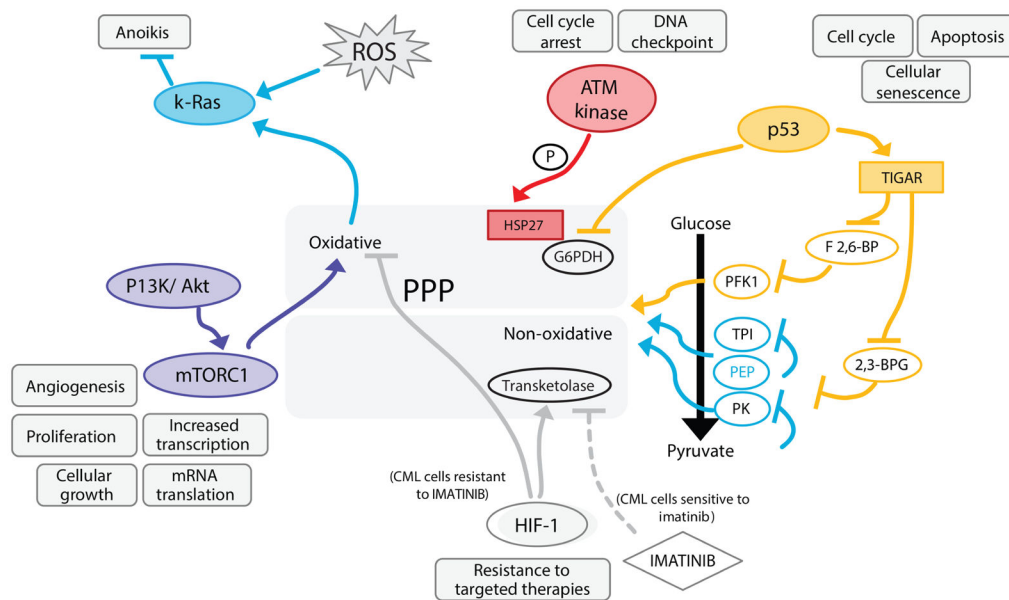 Anoikis
ROS
k-Ras
Cell cycle
arrest
DNA
checkpoint
ATM
kinase
P
Cell cycle
Apoptosis
Cellular
senescence
p53
TIGAR
HSP27
G6PDH
Oxidative
PPP
Glucose
F 2,6-BP
PFK1
P13K/ Akt
mTORC1
Non-oxidative
Transketolase
TPI
PEP
PK
2,3-BPG
Pyruvate
Angiogenesis
Proliferation
Increased
transcription
Cellular
growth
mRNA
translation
(CML cells resistant
to IMATINIB)
HIF-1
(CML cells sensitive to
imatinib)
IMATINIB
Resistance to
targeted therapies